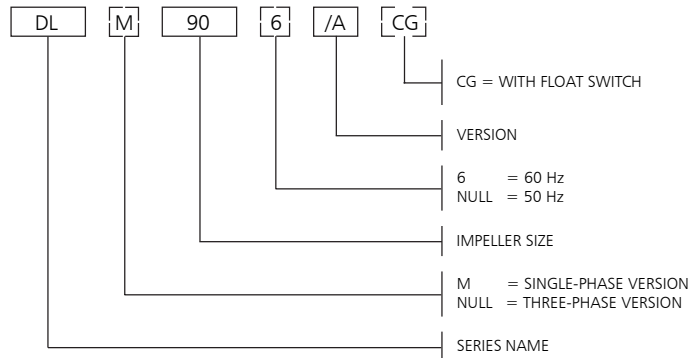 DL M 90 6 /A CG
CG = WITH FLOAT SWITCH
VERSION
6 = 60 Hz
NULL = 50 Hz
IMPELLER SIZE
M = SINGLE-PHASE VERSION
NULL = THREE-PHASE VERSION
SERIES NAME